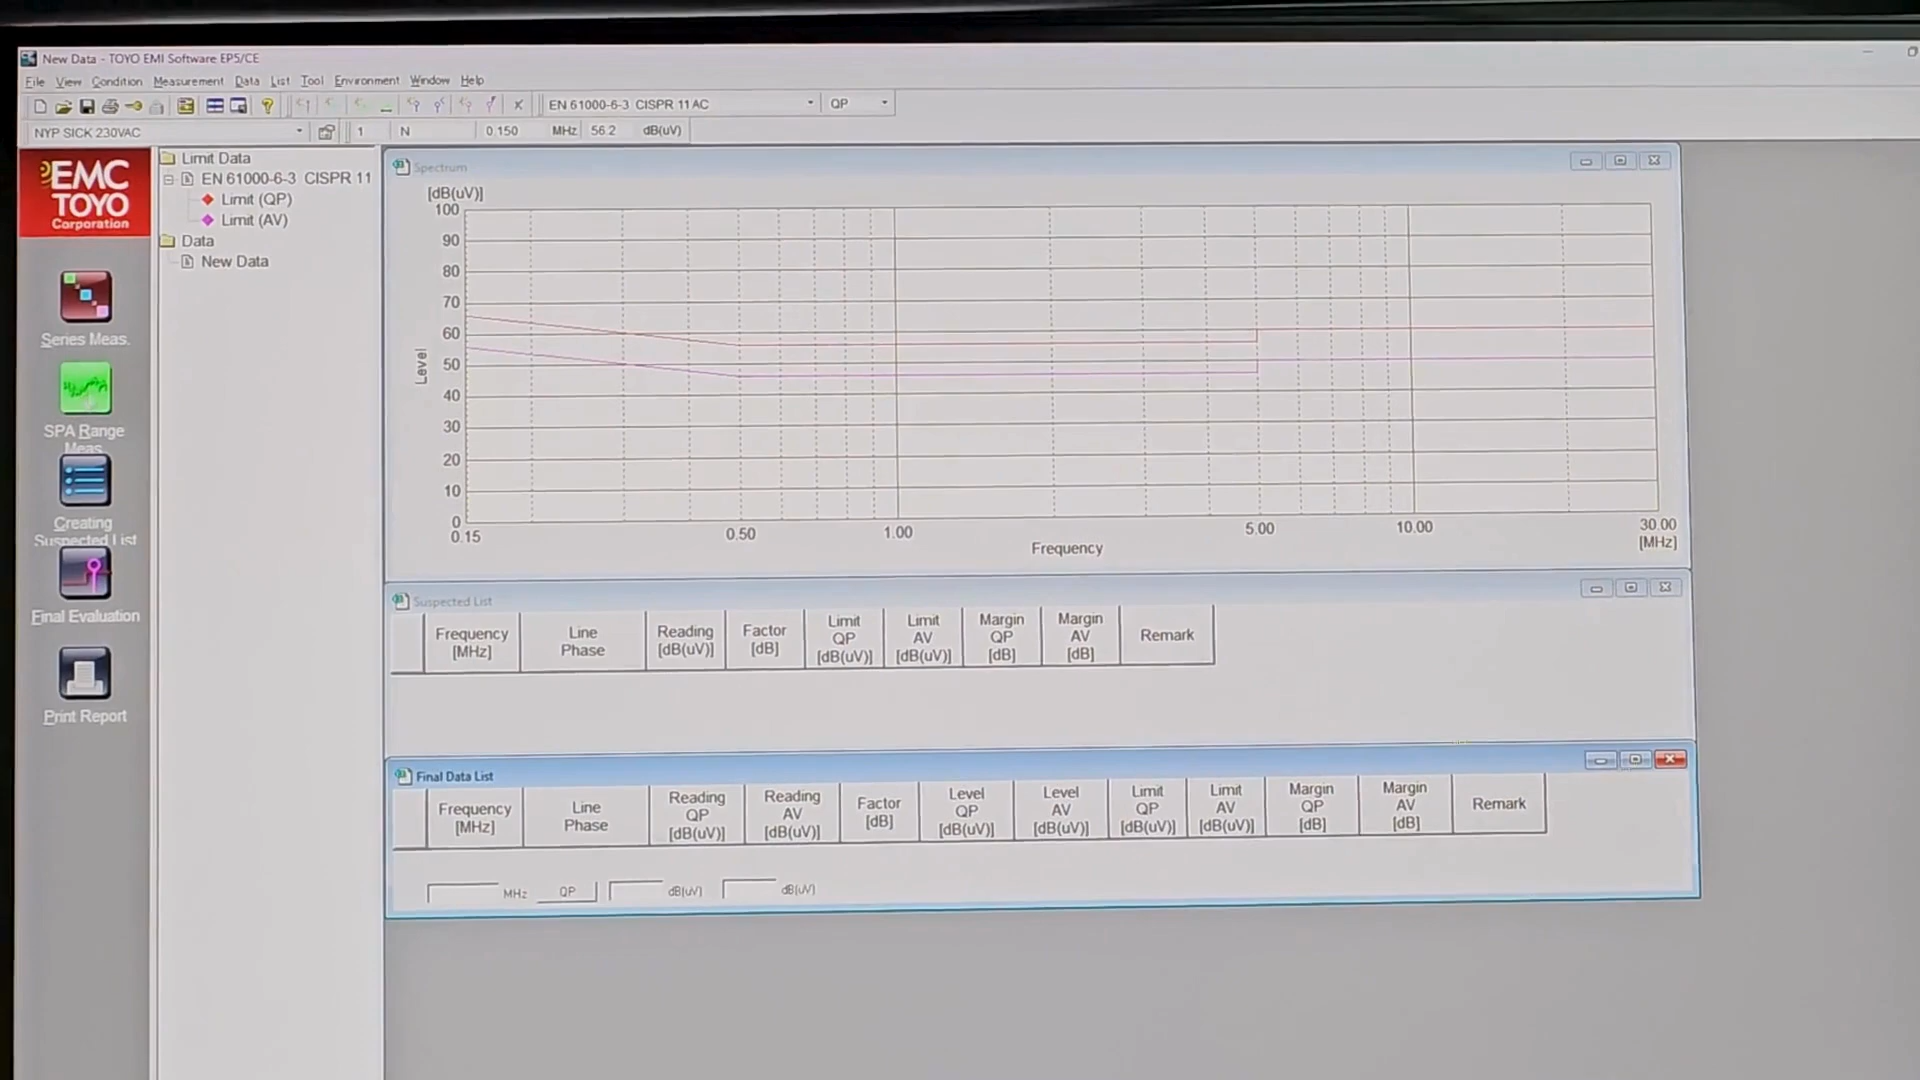 New Data - TOYO EMI Software EP5/CE
File View Condition Measurement Data List Tool Environment Window Help
EN 61000-6-3 CISPR 11 AC QP
NYP SICK 230VAC 1 N 0.150 MHz 56.2 dB(uV)
EMC
TOYO
Corporation
Series Meas.
SPA Range
Meas.
Creating
Suspected List
Final Evaluation
Print Report
Limit Data
EN 61000-6-3 CISPR 11
Limit (QP)
Limit (AV)
Data
New Data
Spectrum
[dB(uV)]
100
90
80
70
60
50
40
30
20
10
0
Level
0.15 0.50 1.00 5.00 10.00 30.00
Frequency [MHz]
Suspected List
Frequency [MHz]
Line Phase
Reading [dB(uV)]
Factor [dB]
Limit QP [dB(uV)]
Limit AV [dB(uV)]
Margin QP [dB]
Margin AV [dB]
Remark
Final Data List
Frequency [MHz]
Line Phase
Reading QP [dB(uV)]
Reading AV [dB(uV)]
Factor [dB]
Level QP [dB(uV)]
Level AV [dB(uV)]
Limit QP [dB(uV)]
Limit AV [dB(uV)]
Margin QP [dB]
Margin AV [dB]
Remark
MHz QP dB(uV) dB(uV)